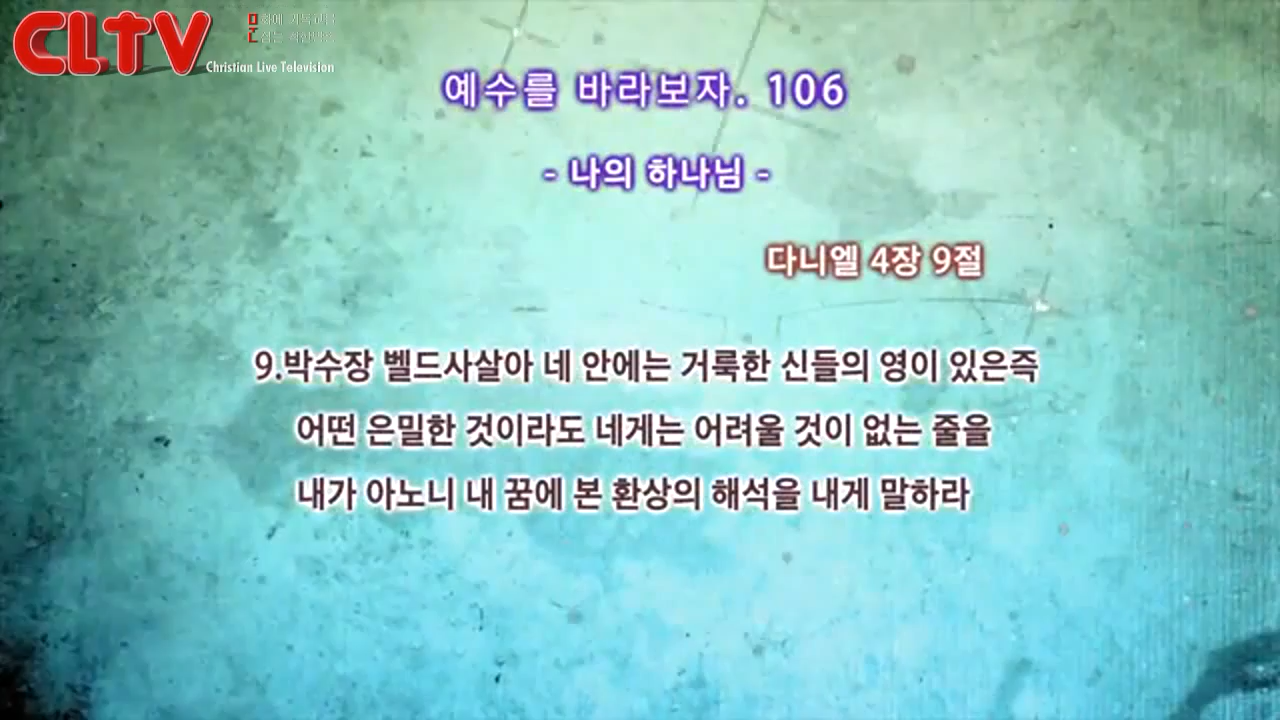 CLTV
Christian Live Television
예수를 바라보자. 106
- 나의 하나님 -
다니엘 4장 9절
9.박수장 벨드사살아 네 안에는 거룩한 신들의 영이 있은즉
어떤 은밀한 것이라도 네게는 어려울 것이 없는 줄을
내가 아노니 내 꿈에 본 환상의 해석을 내게 말하라